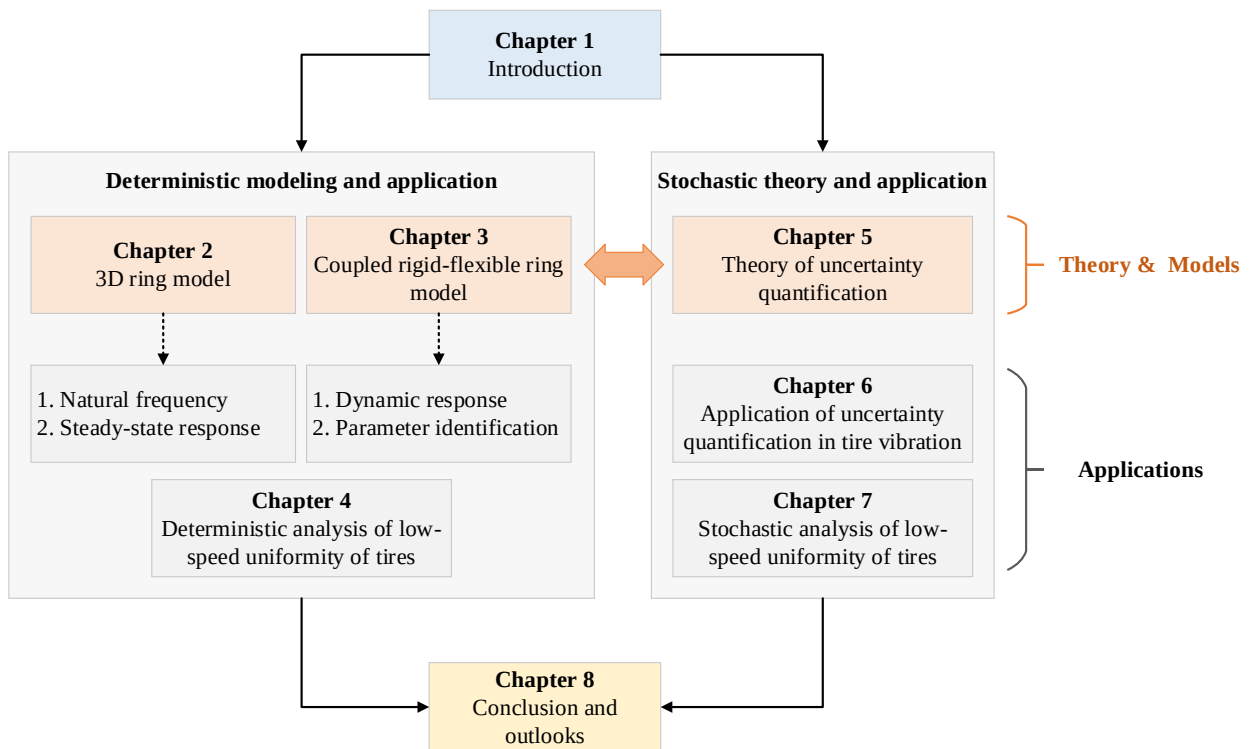 Chapter 1
Introduction
Deterministic modeling and application
Chapter 2
3D ring model
Chapter 3
Coupled rigid-flexible ring
model
1. Natural frequency
2. Steady-state response
1. Dynamic response
2. Parameter identification
Chapter 4
Deterministic analysis of low-
speed uniformity of tires
Stochastic theory and application
Chapter 5
Theory of uncertainty
quantification
Chapter 6
Application of uncertainty
quantification in tire vibration
Chapter 7
Stochastic analysis of low-
speed uniformity of tires
Theory & Models
Applications
Chapter 8
Conclusion and
outlooks